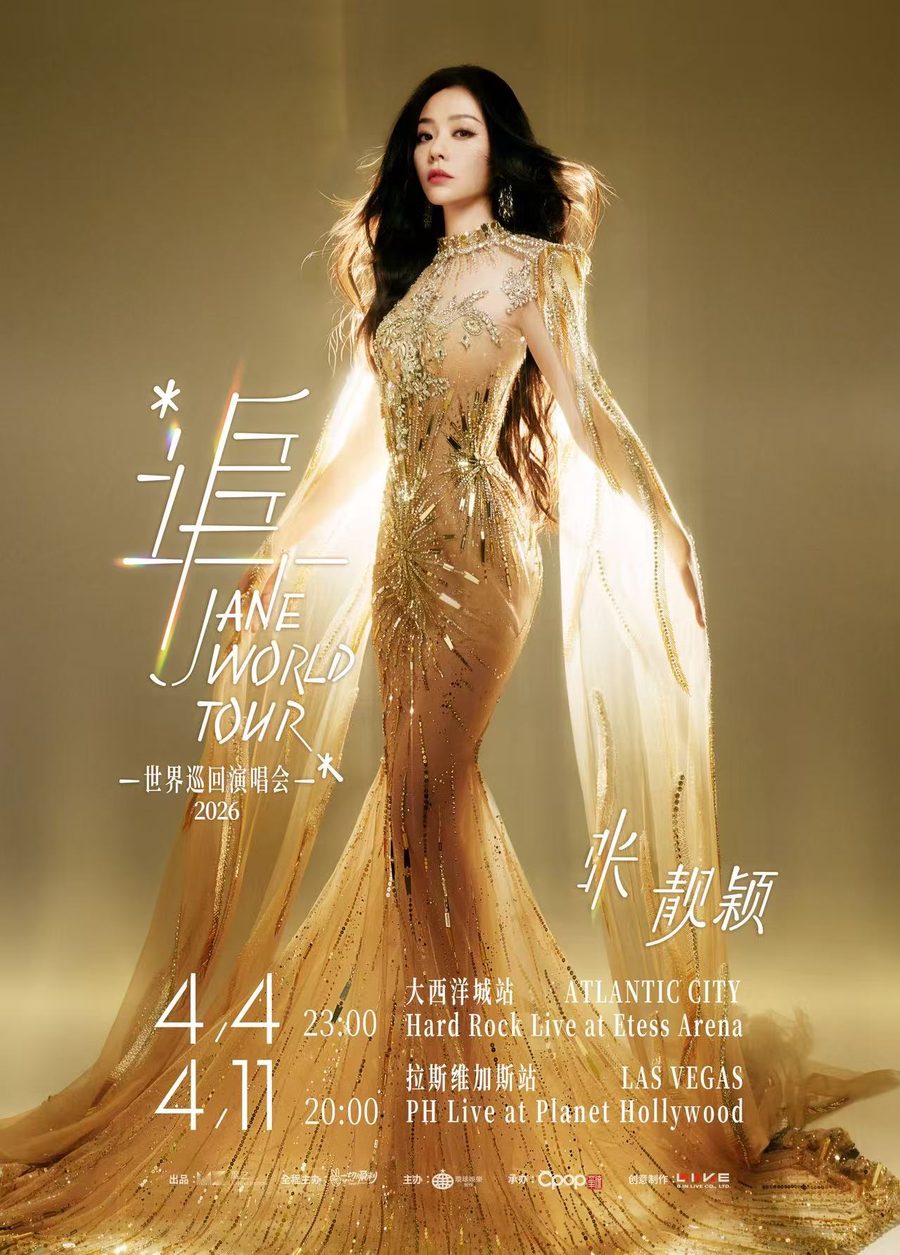 *追
JANE
WORLD
TOUR*
—世界巡回演唱会—
2026
张靓颖
4,4 23:00 大西洋城站 ATLANTIC CITY
Hard Rock Live at Etess Arena
4,11 20:00 拉斯维加斯站 LAS VEGAS
PH Live at Planet Hollywood
出品: 全程主办: 主办: 承办:Cpop 创意制作:LIVE